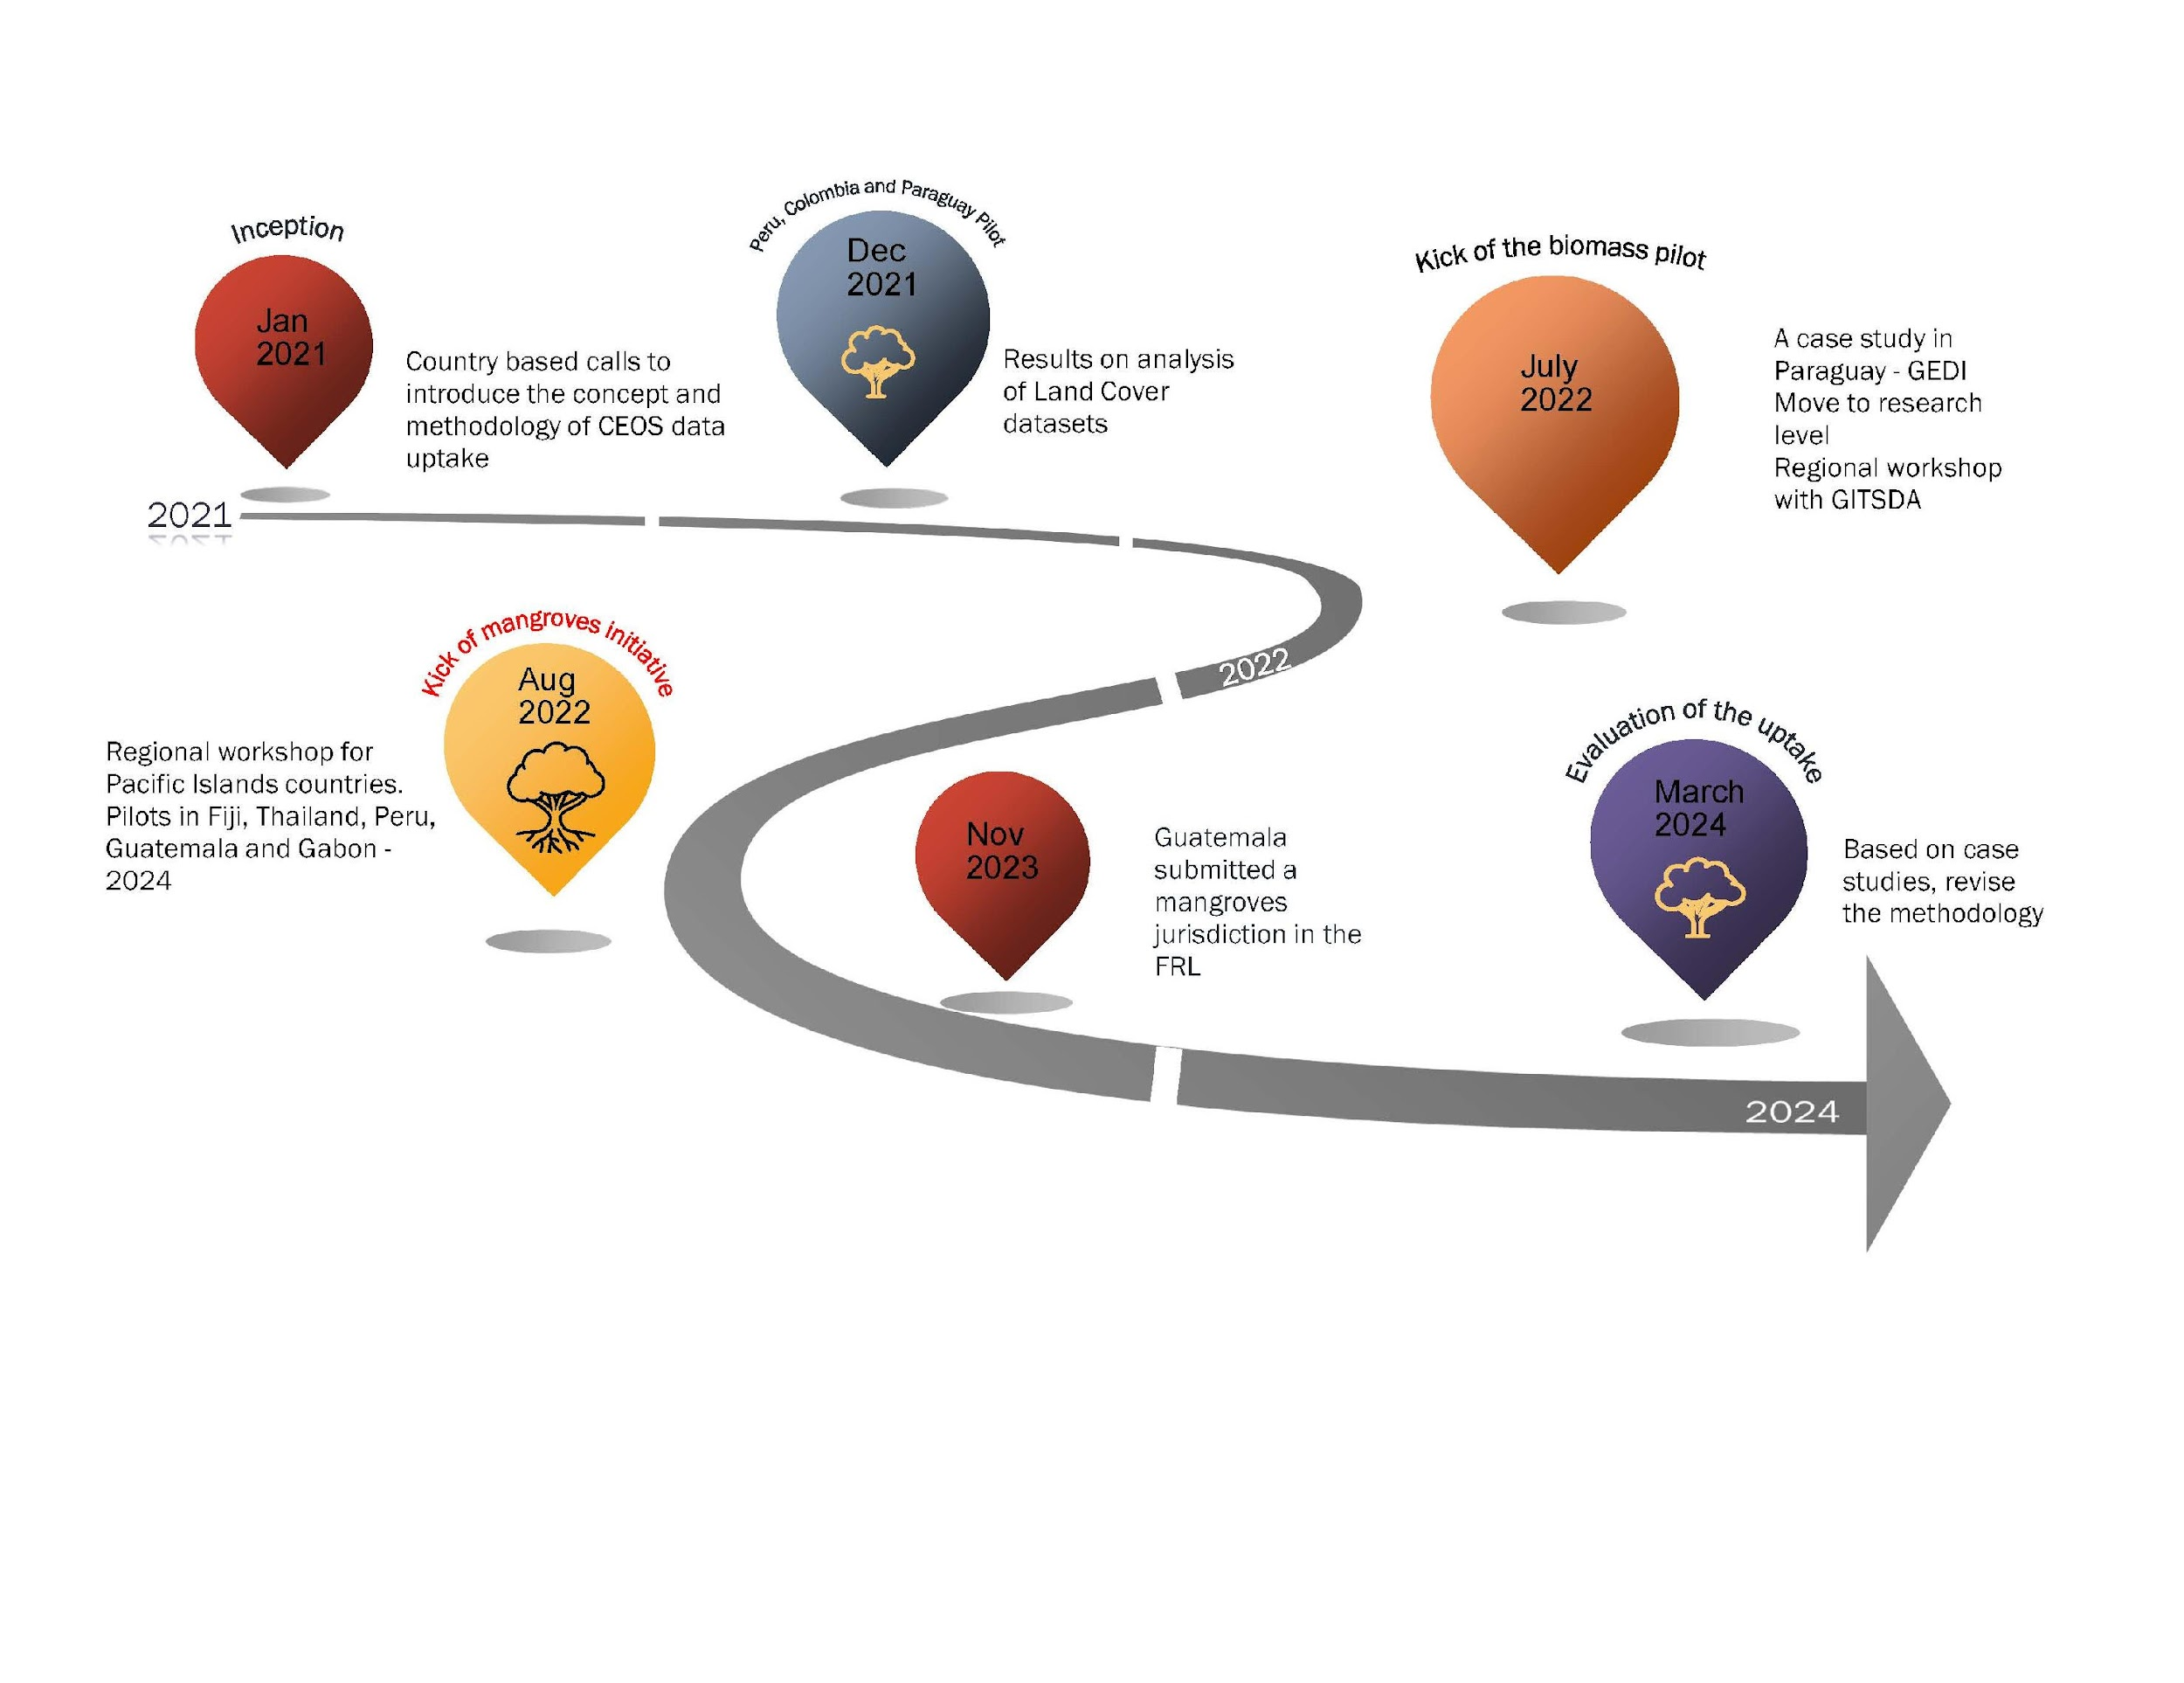 Inception
Jan
2021
Country based calls to
introduce the concept and
methodology of CEOS data
uptake
Peru, Colombia and Paraguay Pilot
Dec
2021
Results on analysis
of Land Cover
datasets
Kick of the biomass pilot
July
2022
A case study in
Paraguay - GEDI
Move to research
level
Regional workshop
with GITSDA
2021
2022
Kick of mangroves initiative
Aug
2022
Regional workshop for
Pacific Islands countries.
Pilots in Fiji, Thailand, Peru,
Guatemala and Gabon -
2024
Nov
2023
Guatemala
submitted a
mangroves
jurisdiction in the
FRL
Evaluation of the uptake
March
2024
Based on case
studies, revise
the methodology
2024